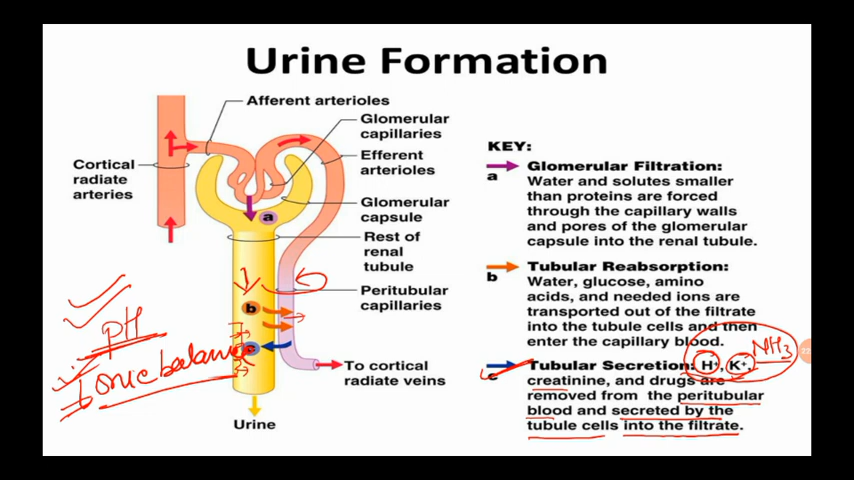 Urine Formation
Afferent arterioles
Glomerular
capillaries
Efferent
arterioles
Cortical
radiate
arteries
Glomerular
capsule
a
Rest of
renal
tubule
Peritubular
capillaries
b
To cortical
radiate veins
Urine
pH
Ionic balance
KEY:
a
Glomerular Filtration:
Water and solutes smaller
than proteins are forced
through the capillary walls
and pores of the glomerular
capsule into the renal tubule.
b
Tubular Reabsorption:
Water, glucose, amino
acids, and needed ions are
transported out of the filtrate
into the tubule cells and then
enter the capillary blood.
c
Tubular Secretion: H⁺, K⁺, NH3
creatinine, and drugs are
removed from the peritubular
blood and secreted by the
tubule cells into the filtrate.